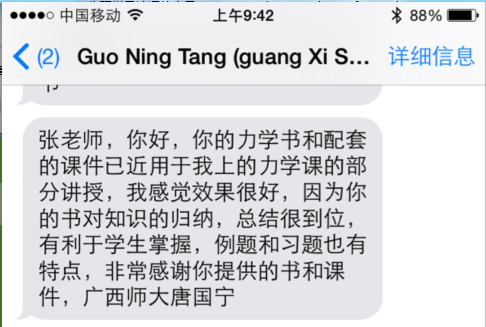 中国移动 上午9:42 88%
(2) Guo Ning Tang (guang Xi S... 详细信息
张老师，你好，你的力学书和配套
的课件已近用于我上的力学课的部
分讲授，我感觉效果很好，因为你
的书对知识的归纳，总结很到位，
有利于学生掌握，例题和习题也有
特点，非常感谢你提供的书和课
件，广西师大唐国宁